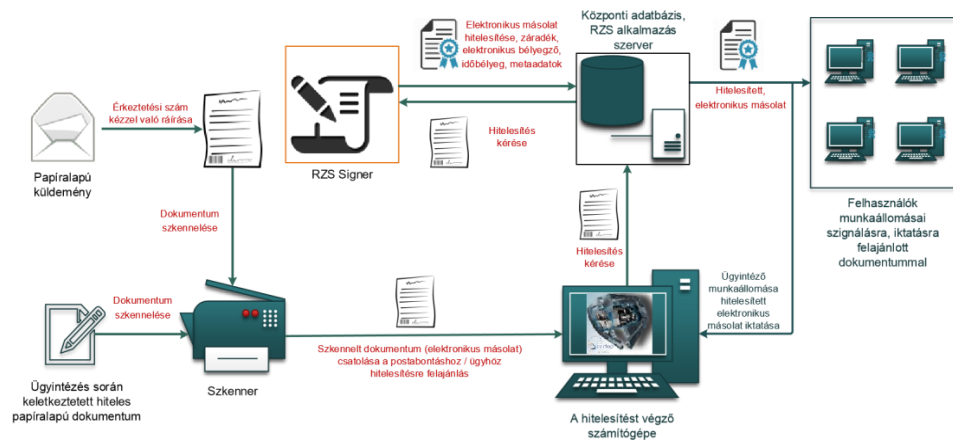 Elektronikus másolat
hitelesítése, záradék,
elektronikus bélyegző,
időbélyeg, metaadatok
Központi adatbázis,
RZS alkalmazás
szerver
Érkeztetési szám
kézzel való ráírása
Hitelesített,
elektronikus másolat
Hitelesítés
kérése
Papíralapú
küldemény
RZS Signer
Felhasználók
munkaállomásai
szignálásra, iktatásra
felajánlott
dokumentummal
Dokumentum
szkennelése
Hitelesítés
kérése
Ügyintéző
munkaállomása
hitelesített
elektronikus
másolat iktatása
Dokumentum
szkennelése
Szkennelt dokumentum (elektronikus másolat)
csatolása a postabontáshoz / ügyhöz
hitelesítésre felajánlás
Szkenner
Ügyintézés során
keletkeztetett hiteles
papíralapú dokumentum
A hitelesítést végző
számítógépe